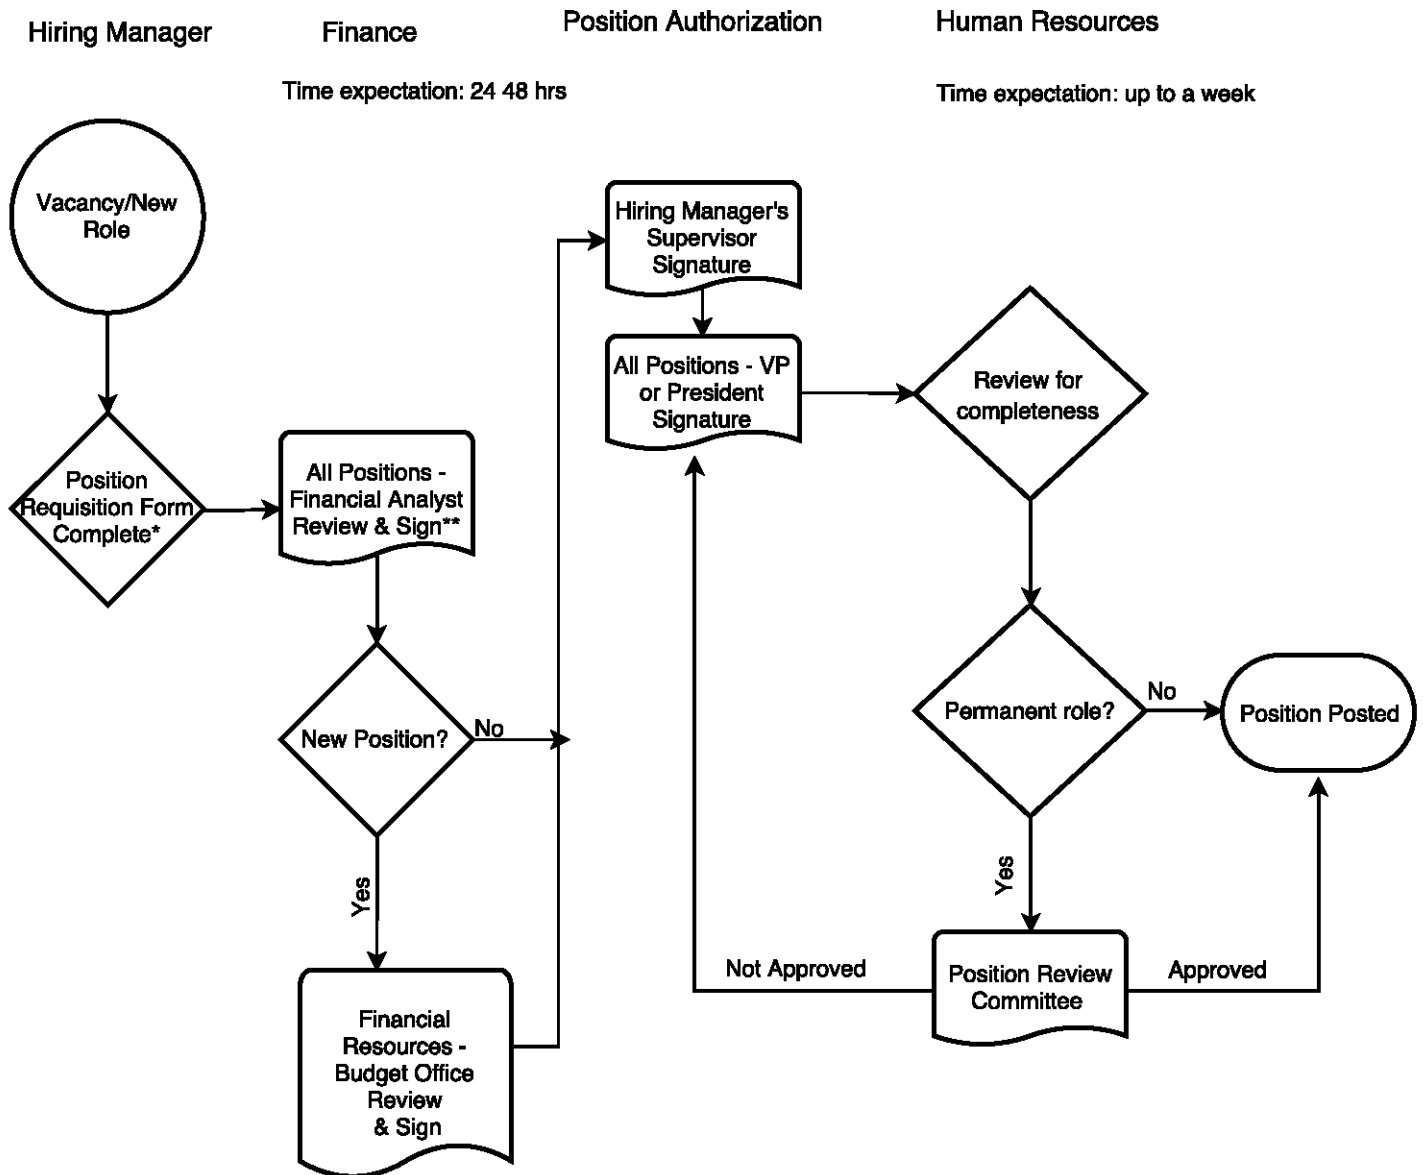 Hiring Manager
Finance
Position Authorization
Human Resources
Time expectation: 24 48 hrs
Time expectation: up to a week
Vacancy/New
Role
Position
Requisition Form
Complete*
All Positions -
Financial Analyst
Review & Sign**
New Position?
No
Yes
Financial
Resources -
Budget Office
Review
& Sign
Hiring Manager's
Supervisor
Signature
All Positions - VP
or President
Signature
Review for
completeness
Permanent role?
No
Position Posted
Yes
Position Review
Committee
Not Approved
Approved